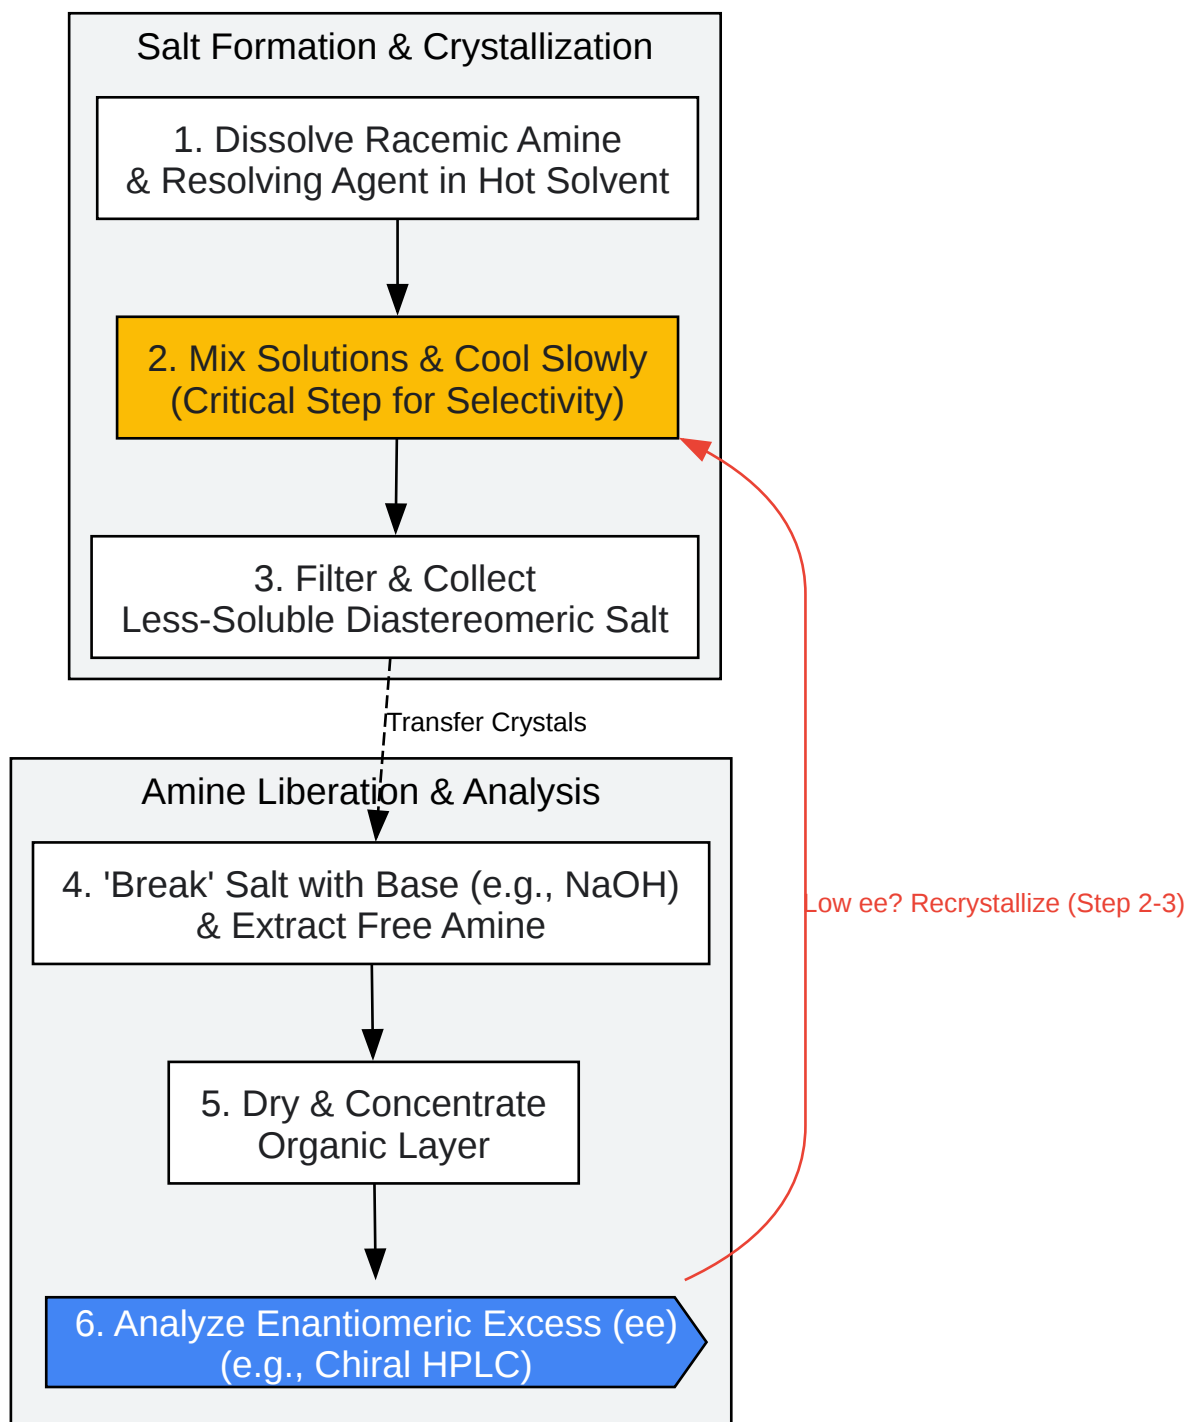 Salt Formation & Crystallization
1. Dissolve Racemic Amine
& Resolving Agent in Hot Solvent
2. Mix Solutions & Cool Slowly
(Critical Step for Selectivity)
3. Filter & Collect
Less-Soluble Diastereomeric Salt
Transfer Crystals
Amine Liberation & Analysis
4. 'Break' Salt with Base (e.g., NaOH)
& Extract Free Amine
Low ee? Recrystallize (Step 2-3)
5. Dry & Concentrate
Organic Layer
6. Analyze Enantiomeric Excess (ee)
(e.g., Chiral HPLC)